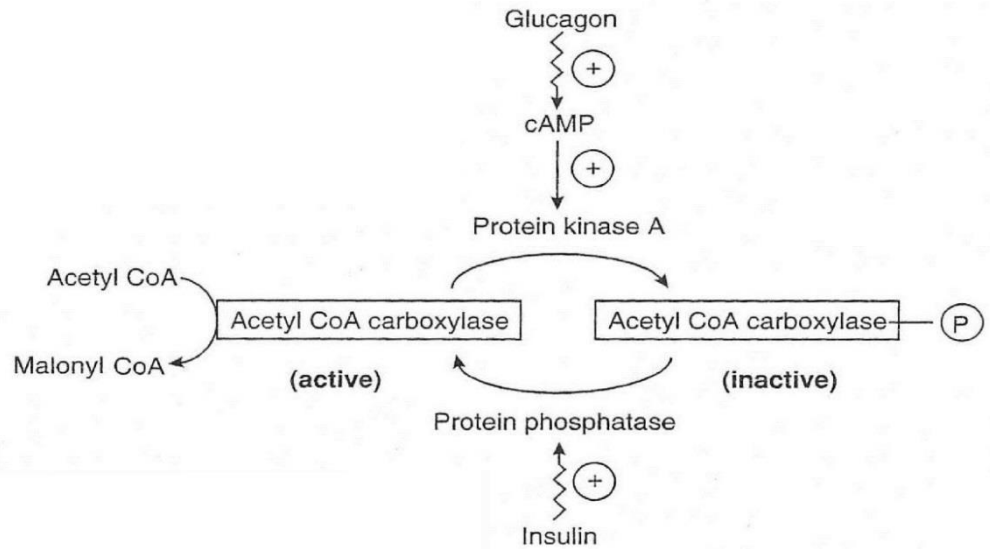 Glucagon
+
cAMP
+
Protein kinase A
Acetyl CoA
Acetyl CoA carboxylase
Acetyl CoA carboxylase
P
Malonyl CoA
(active)
(inactive)
Protein phosphatase
+
Insulin